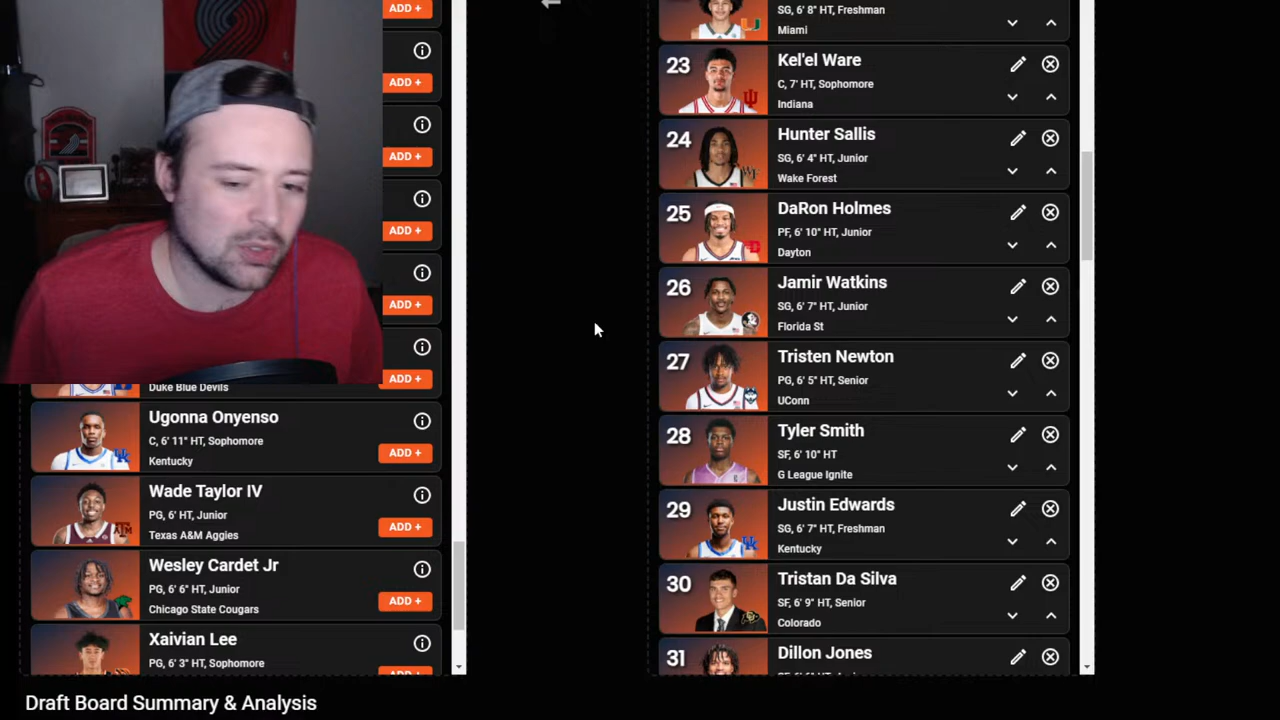 ADD +
ADD +
ADD +
ADD +
ADD +
Duke Blue Devils
ADD +
Ugonna Onyenso
C, 6' 11" HT, Sophomore
Kentucky
ADD +
Wade Taylor IV
PG, 6' HT, Junior
Texas A&M Aggies
ADD +
Wesley Cardet Jr
PG, 6' 6" HT, Junior
Chicago State Cougars
ADD +
Xaivian Lee
PG, 6' 3" HT, Sophomore
SG, 6' 8" HT, Freshman
Miami
23
Kel'el Ware
C, 7' HT, Sophomore
Indiana
24
Hunter Sallis
SG, 6' 4" HT, Junior
Wake Forest
25
DaRon Holmes
PF, 6' 10" HT, Junior
Dayton
26
Jamir Watkins
SG, 6' 7" HT, Junior
Florida St
27
Tristen Newton
PG, 6' 5" HT, Senior
UConn
28
Tyler Smith
SF, 6' 10" HT
G League Ignite
29
Justin Edwards
SG, 6' 7" HT, Freshman
Kentucky
30
Tristan Da Silva
SF, 6' 9" HT, Senior
Colorado
31
Dillon Jones
Draft Board Summary & Analysis